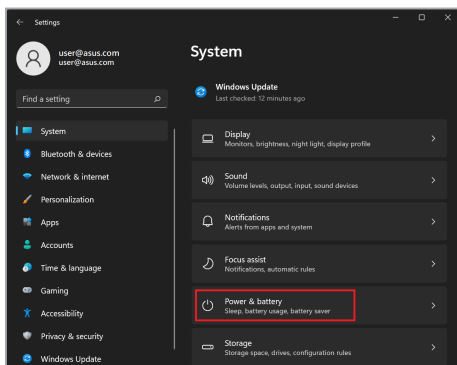 Settings
user@asus.com
user@asus.com
Find a setting
System
Bluetooth & devices
Network & internet
Personalization
Apps
Accounts
Time & language
Gaming
Accessibility
Privacy & security
Windows Update
System
Windows Update
Last checked: 12 minutes ago
Display
Monitors, brightness, night light, display profile
Sound
Volume levels, output, input, sound devices
Notifications
Alerts from apps and system
Focus assist
Notifications, automatic rules
Power & battery
Sleep, battery usage, battery saver
Storage
Storage space, drives, configuration rules